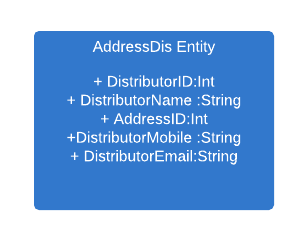 AddressDis Entity
+ DistributorID:Int
+ DistributorName :String
+ AddressID:Int
+DistributorMobile :String
+ DistributorEmail:String